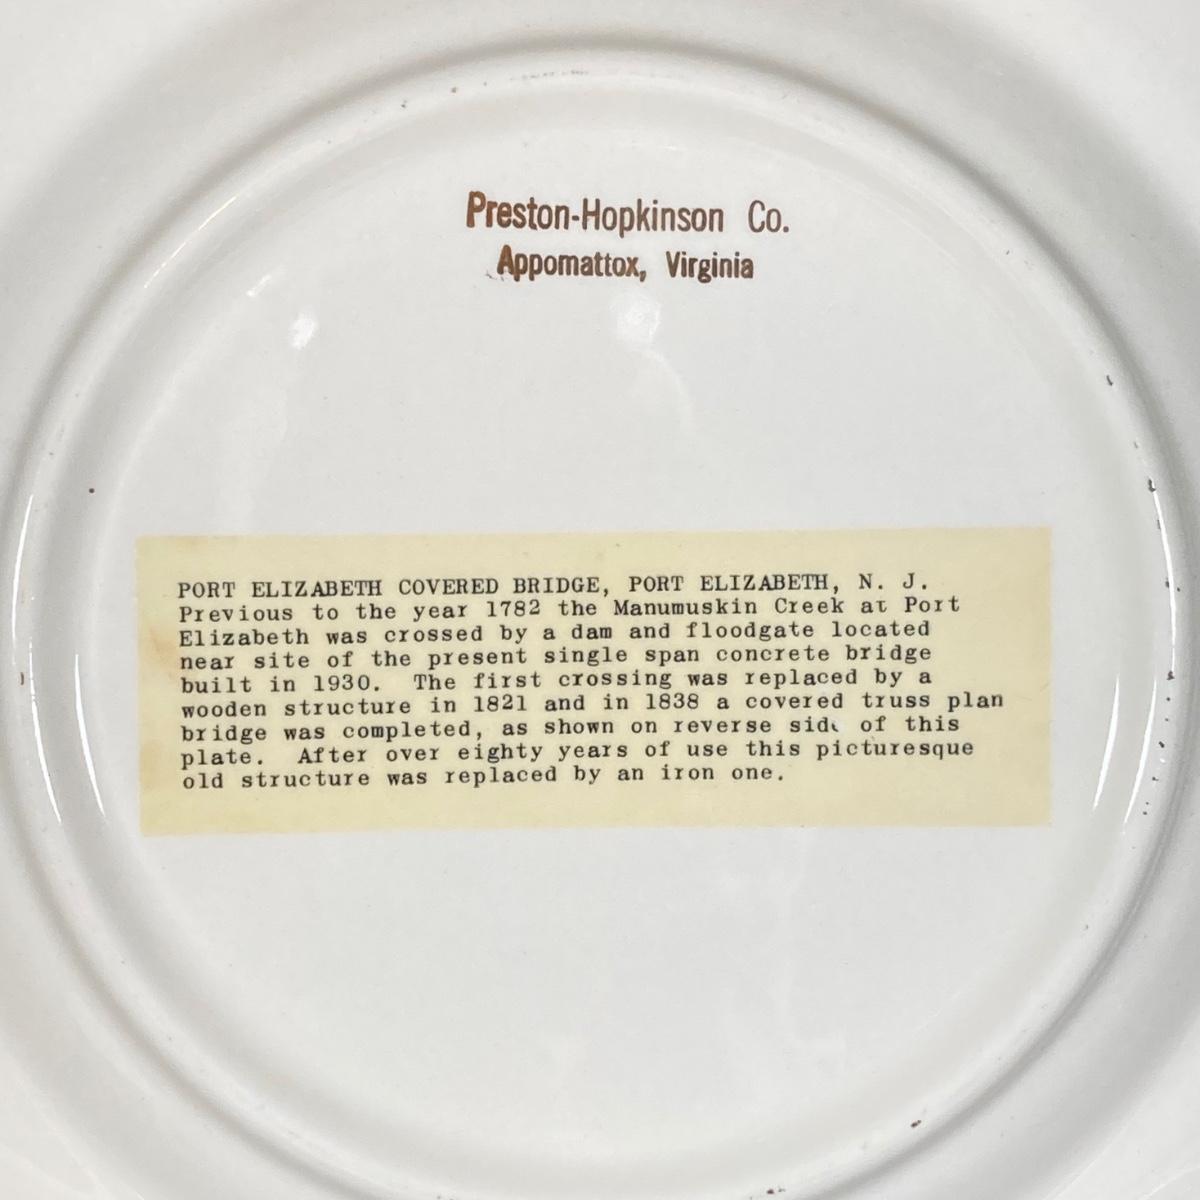 Preston-Hopkinson Co.
Appomattox, Virginia
PORT ELIZABETH COVERED BRIDGE, PORT ELIZABETH, N. J.
Previous to the year 1782 the Manumuskin Creek at Port
Elizabeth was crossed by a dam and floodgate located
near site of the present single span concrete bridge
built in 1930. The first crossing was replaced by a
wooden structure in 1821 and in 1838 a covered truss plan
bridge was completed, as shown on reverse side of this
plate. After over eighty years of use this picturesque
old structure was replaced by an iron one.